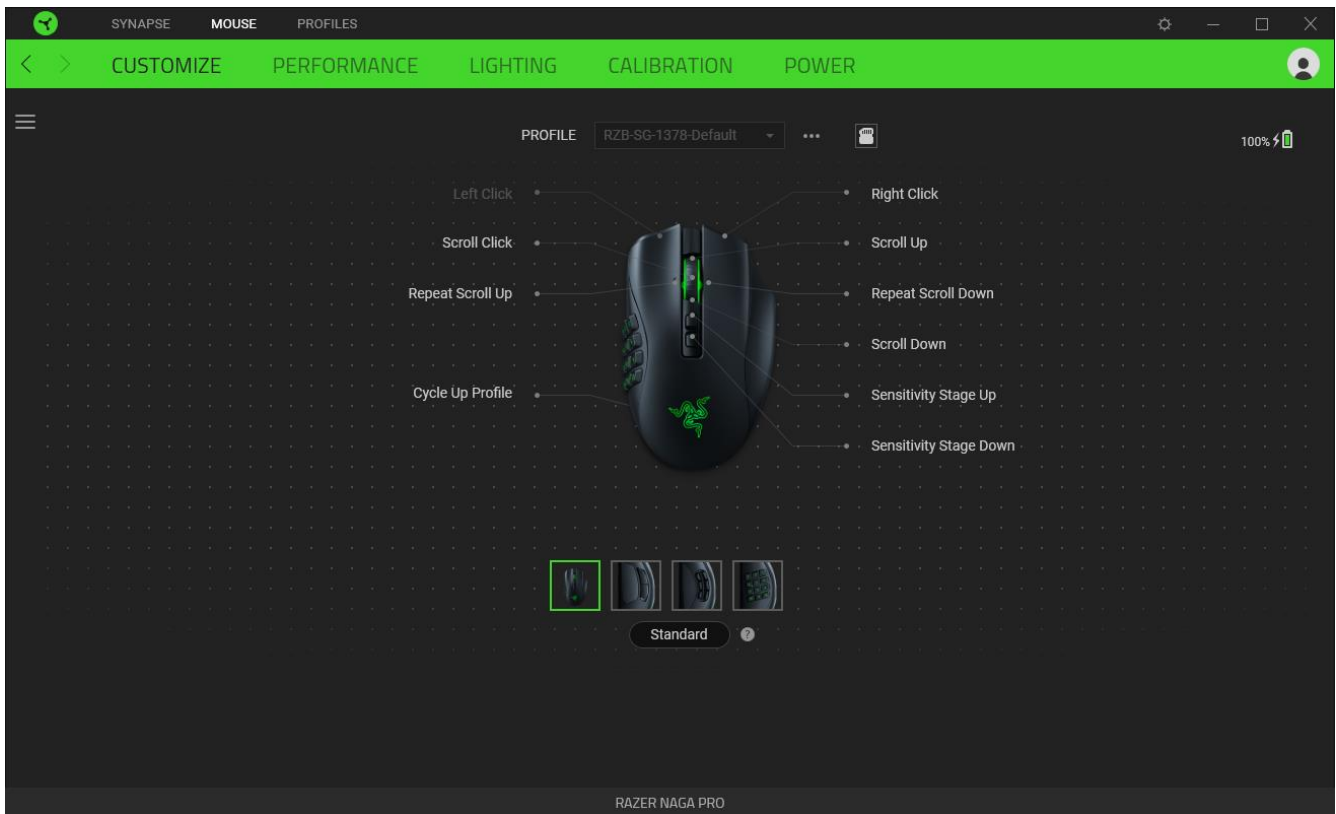 SYNAPSE MOUSE PROFILES
CUSTOMIZE PERFORMANCE LIGHTING CALIBRATION POWER
PROFILE RZB-SG-1378-Default
100%
Left Click Right Click
Scroll Click Scroll Up
Repeat Scroll Up Repeat Scroll Down
Scroll Down
Cycle Up Profile Sensitivity Stage Up
Sensitivity Stage Down
Standard ?
RAZER NAGA PRO